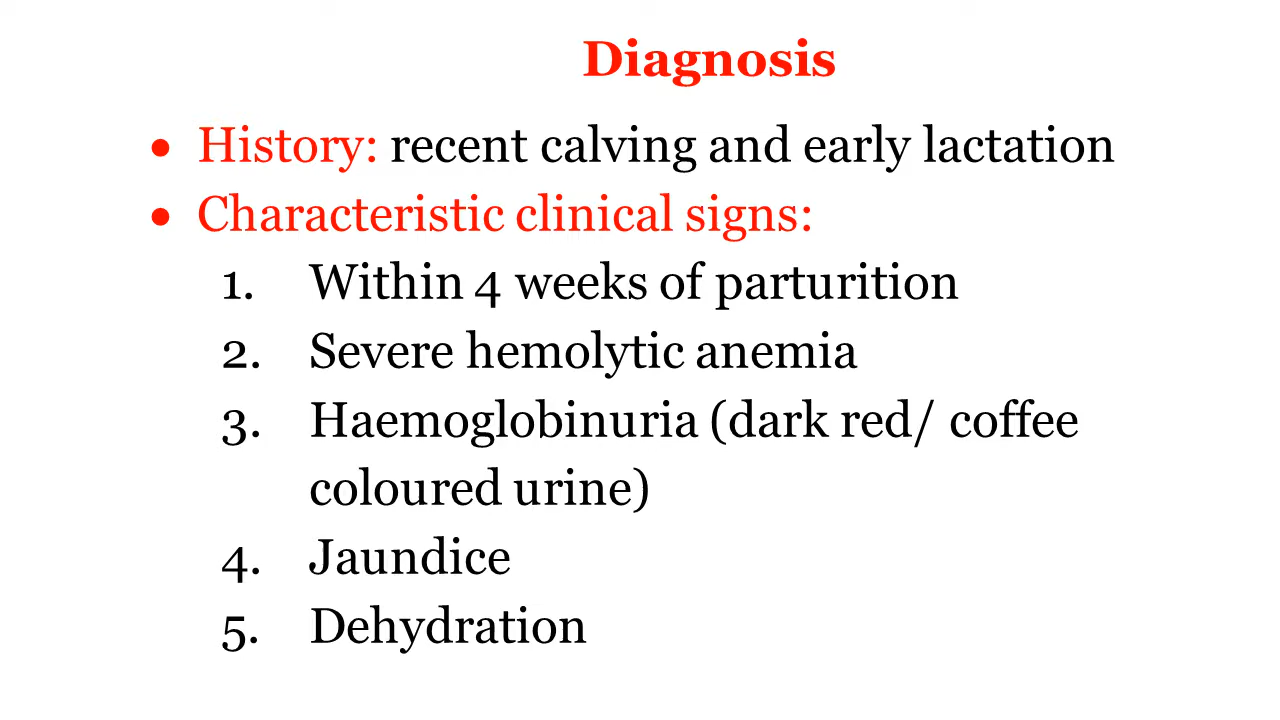 Diagnosis
• History: recent calving and early lactation
• Characteristic clinical signs:
1. Within 4 weeks of parturition
2. Severe hemolytic anemia
3. Haemoglobinuria (dark red/ coffee
coloured urine)
4. Jaundice
5. Dehydration